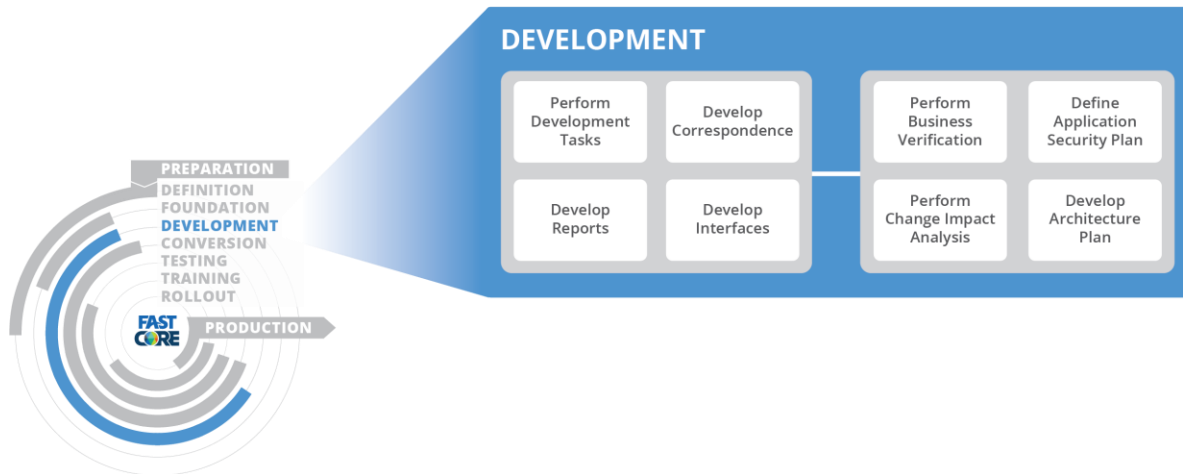 DEVELOPMENT
Perform
Development
Tasks
Develop
Correspondence
Develop
Reports
Develop
Interfaces
Perform
Business
Verification
Define
Application
Security Plan
Perform
Change Impact
Analysis
Develop
Architecture
Plan
PREPARATION
DEFINITION
FOUNDATION
DEVELOPMENT
CONVERSION
TESTING
TRAINING
ROLLOUT
FAST
CORE
PRODUCTION